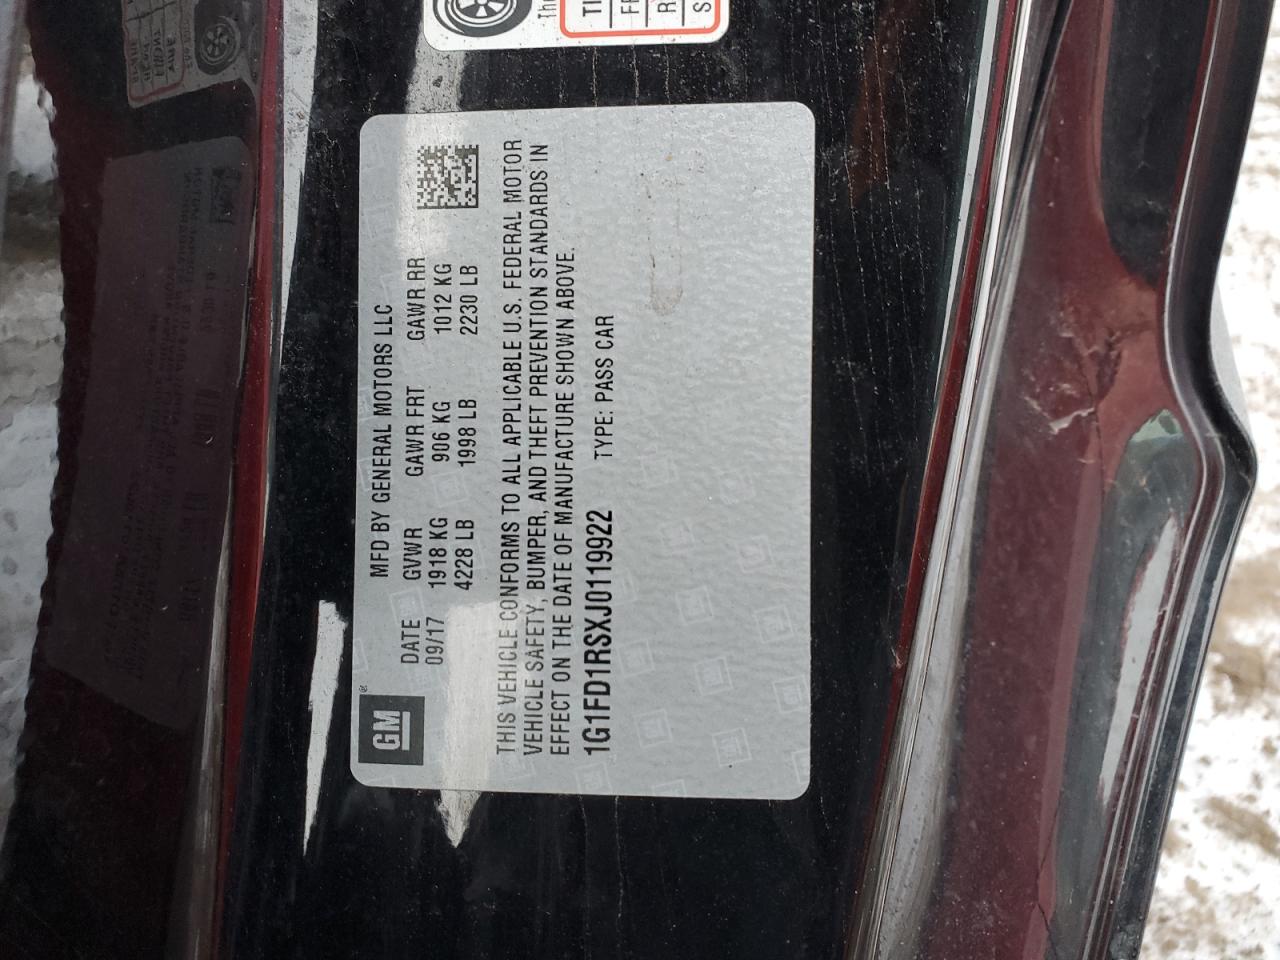 GM
®
MFD BY GENERAL MOTORS LLC
DATE GVWR GAWR FRT GAWR RR
09/17 1918 KG 906 KG 1012 KG
4228 LB 1998 LB 2230 LB
THIS VEHICLE CONFORMS TO ALL APPLICABLE U.S. FEDERAL MOTOR
VEHICLE SAFETY, BUMPER, AND THEFT PREVENTION STANDARDS IN
EFFECT ON THE DATE OF MANUFACTURE SHOWN ABOVE.
1G1FD1RSXJ0119922 TYPE: PASS CAR